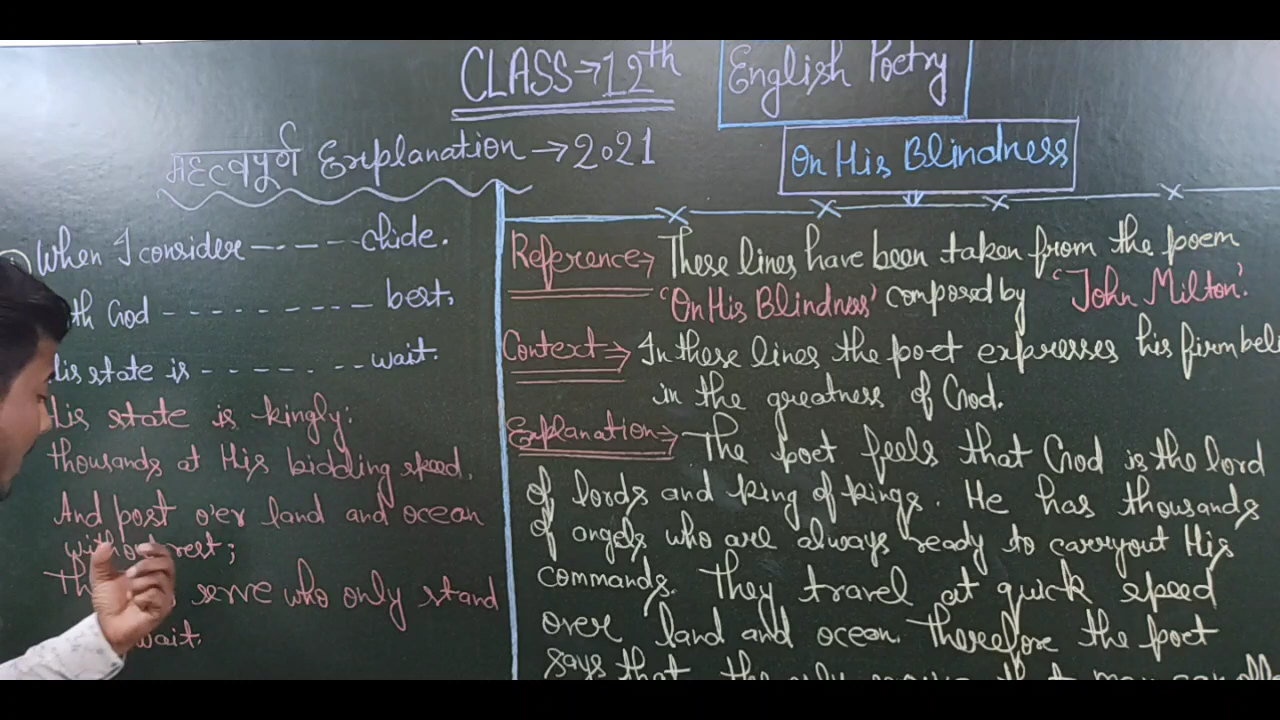 CLASS→12th
English Poetry
महत्वपूर्ण Explanation → 2021
On His Blindness
When I consider ---- chide.
God ---------- best.
state is ------- wait.
state is kingly:
thousands at His bidding speed,
And post o'er land and ocean
rest;
serve who only stand
wait.
Reference→ These lines have been taken from the poem
'On His Blindness' composed by 'John Milton'.
Context⇒ In these lines the poet expresses his firm
in the greatness of God.
Explanation⇒ The poet feels that God is the lord
of lords and king of kings. He has thousands
of angels who are always ready to carryout His
commands. They travel at quick speed
over land and ocean. Therefore the poet
says that the only